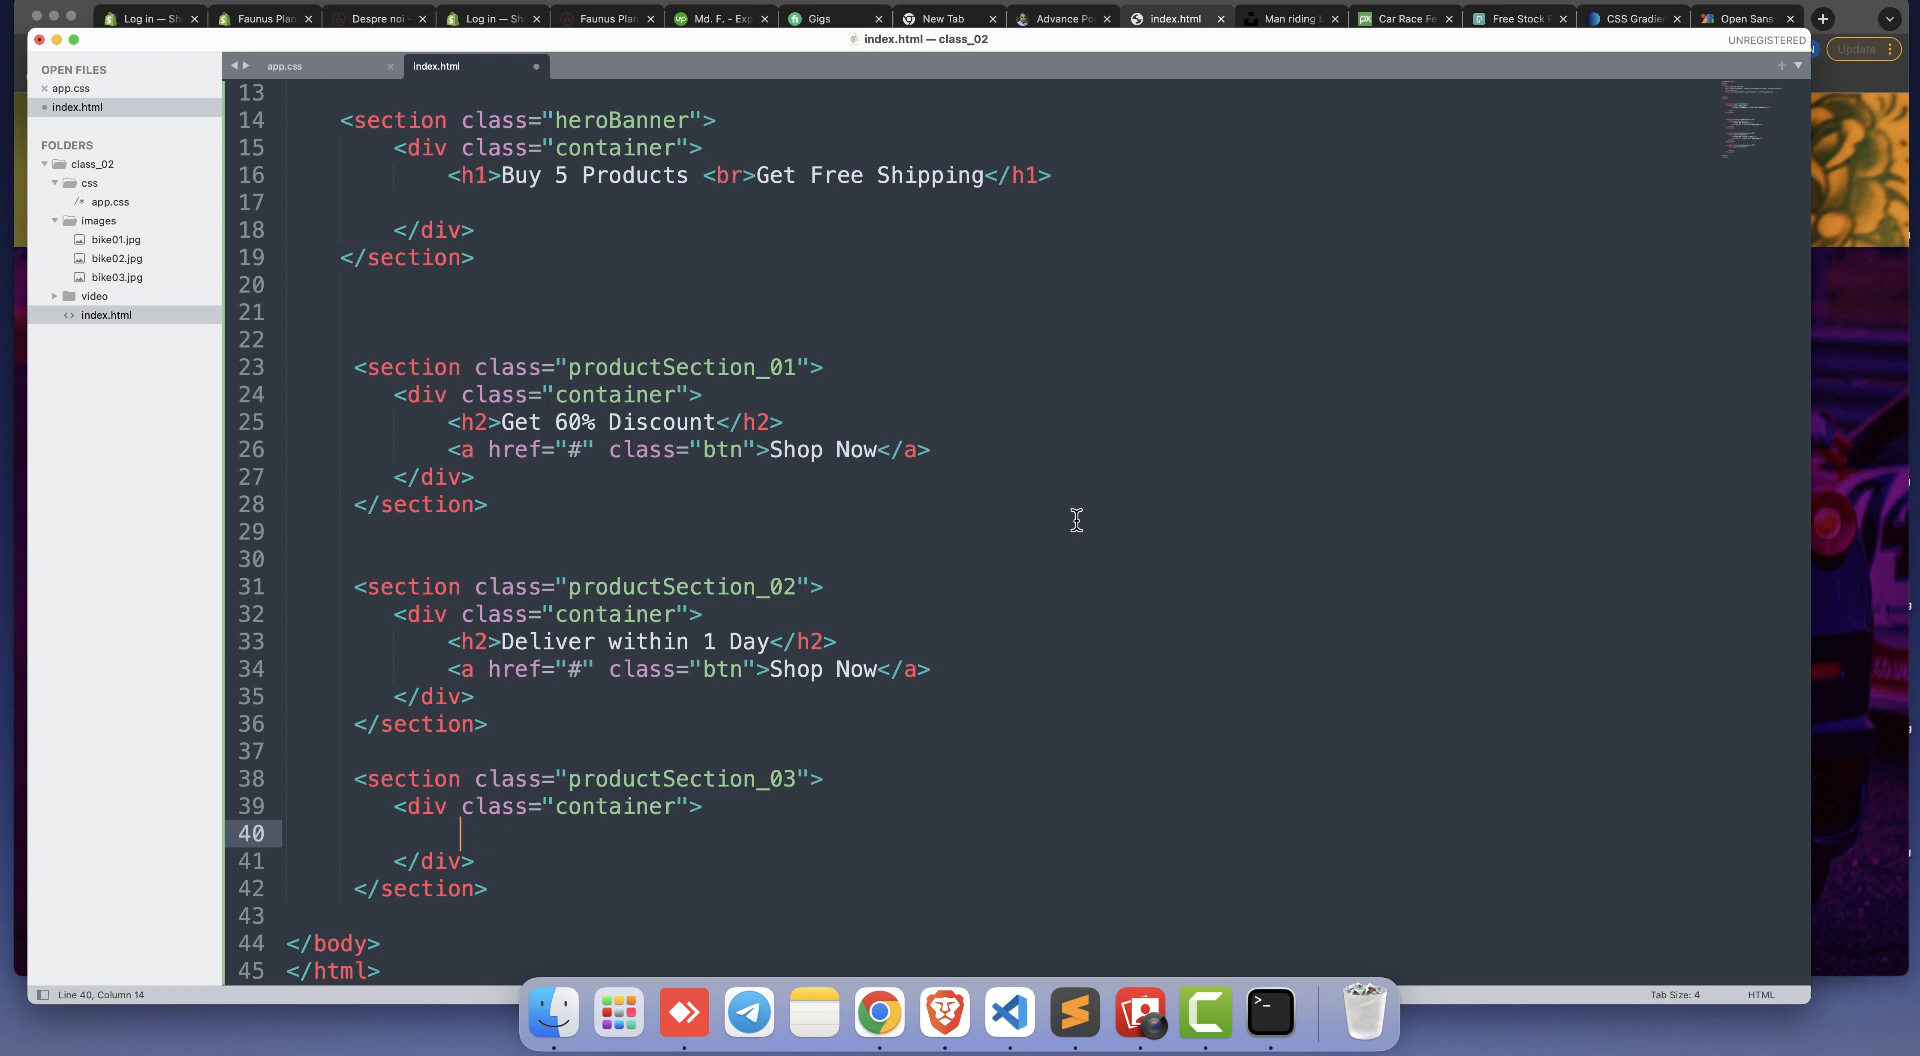 Log in — Sh
Faunus Plan
Despre noi -
Log in — Sh
Faunus Plan
Md. F. - Exp
Gigs
New Tab
Advance Po
index.html
Man riding b
Car Race Fe
Free Stock P
CSS Gradie
Open Sans -
index.html — class_02
UNREGISTERED
Update
OPEN FILES
app.css
index.html
FOLDERS
class_02
css
app.css
images
bike01.jpg
bike02.jpg
bike03.jpg
video
index.html
app.css
index.html
13
14 <section class="heroBanner">
15 <div class="container">
16 <h1>Buy 5 Products <br>Get Free Shipping</h1>
17
18 </div>
19 </section>
20
21
22
23 <section class="productSection_01">
24 <div class="container">
25 <h2>Get 60% Discount</h2>
26 <a href="#" class="btn">Shop Now</a>
27 </div>
28 </section>
29
30
31 <section class="productSection_02">
32 <div class="container">
33 <h2>Deliver within 1 Day</h2>
34 <a href="#" class="btn">Shop Now</a>
35 </div>
36 </section>
37
38 <section class="productSection_03">
39 <div class="container">
40
41 </div>
42 </section>
43
44 </body>
45 </html>
Line 40, Column 14
Tab Size: 4
HTML